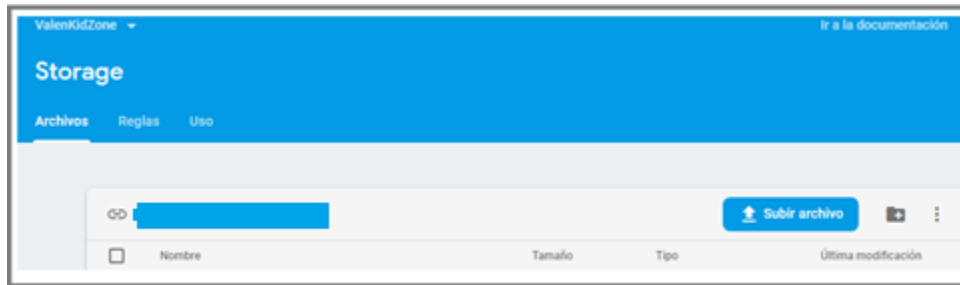 ValenKidZone Ir a la documentación
Storage
Archivos Reglas Uso
Subir archivo
Nombre Tamaño Tipo Última modificación